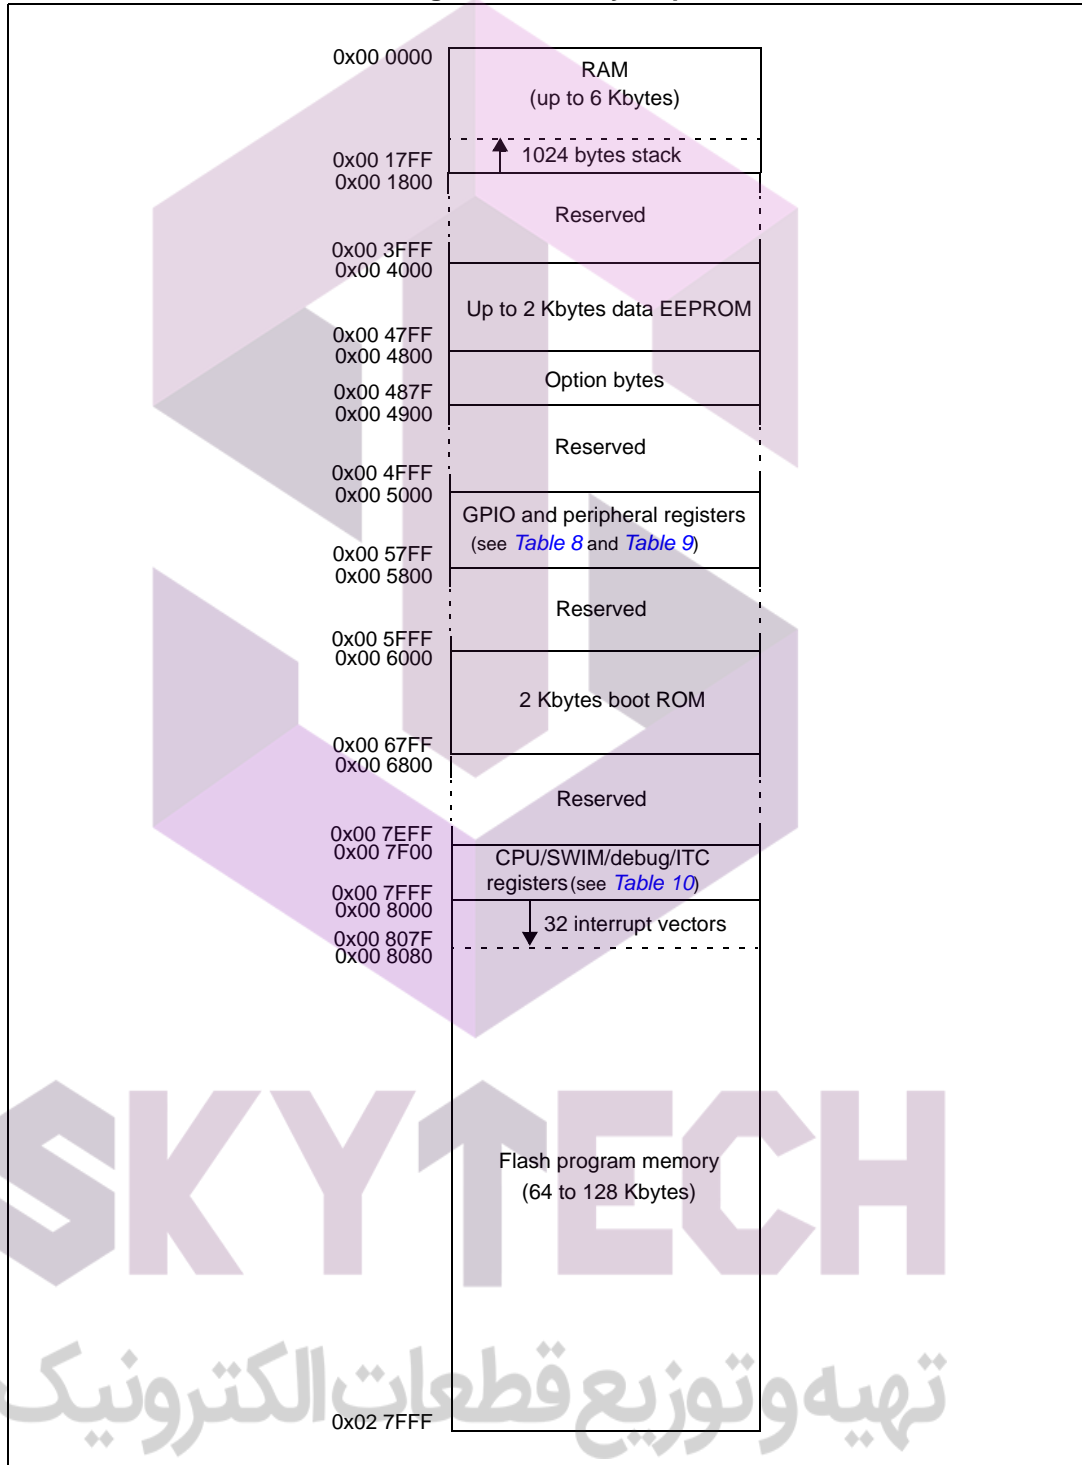 0x00 0000
RAM
(up to 6 Kbytes)
1024 bytes stack
0x00 17FF
0x00 1800
Reserved
0x00 3FFF
0x00 4000
Up to 2 Kbytes data EEPROM
0x00 47FF
0x00 4800
Option bytes
0x00 487F
0x00 4900
Reserved
0x00 4FFF
0x00 5000
GPIO and peripheral registers
(see Table 8 and Table 9)
0x00 57FF
0x00 5800
Reserved
0x00 5FFF
0x00 6000
2 Kbytes boot ROM
0x00 67FF
0x00 6800
Reserved
0x00 7EFF
0x00 7F00
CPU/SWIM/debug/ITC
registers (see Table 10)
0x00 7FFF
0x00 8000
32 interrupt vectors
0x00 807F
0x00 8080
SKYTECH
Flash program memory
(64 to 128 Kbytes)
تهیه و توزیع قطعات الکترونیک
0x02 7FFF